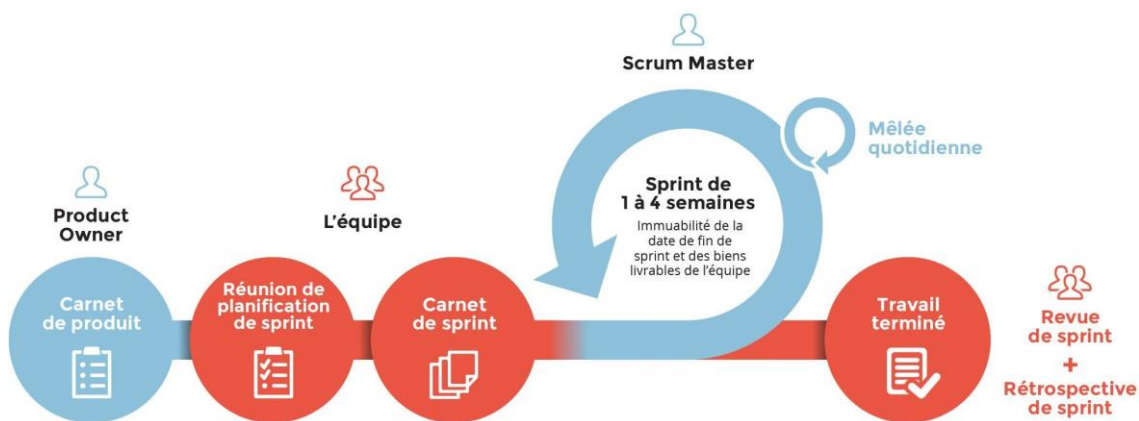 Scrum Master
Mêlée
quotidienne
Product
Owner
L'équipe
Sprint de
1 à 4 semaines
Immuabilité de la
date de fin de
sprint et des biens
livrables de l'équipe
Carnet
de produit
Réunion de
planification
de sprint
Carnet
de sprint
Travail
terminé
Revue
de sprint
+
Rétrospective
de sprint